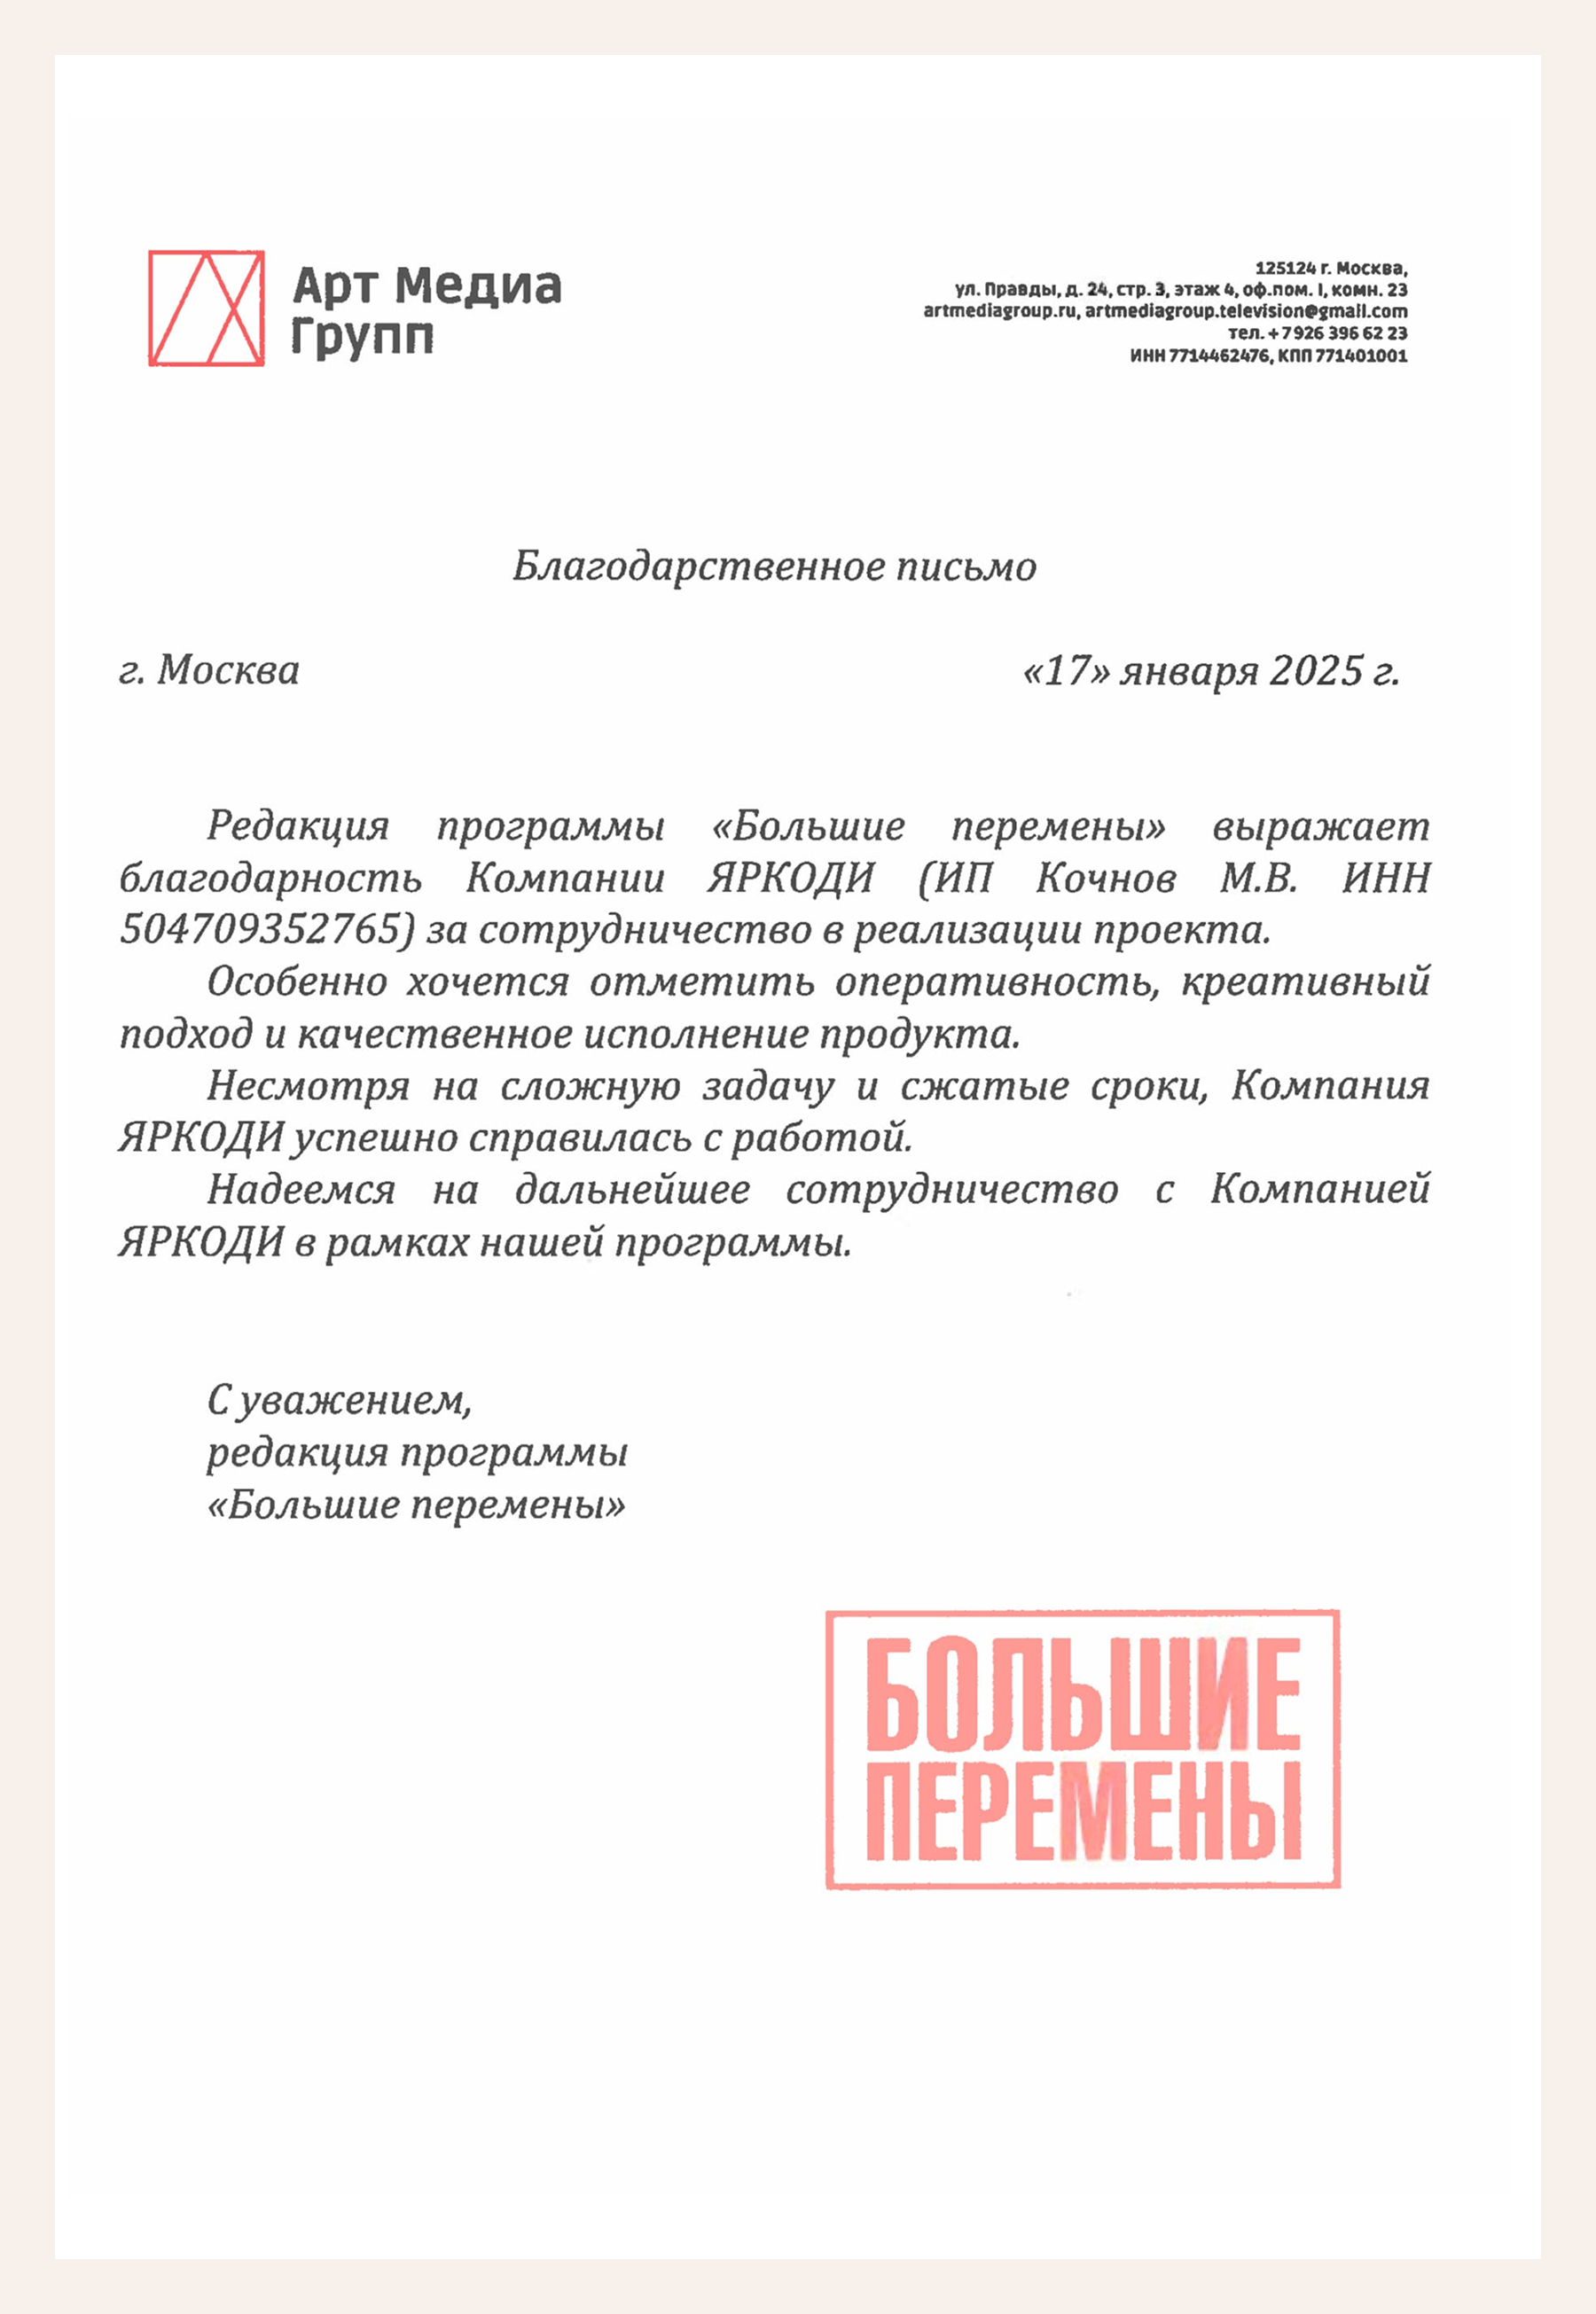 Арт Медиа
Групп
125124 г. Москва,
ул. Правды, д. 24, стр. 3, этаж 4, оф.пом. I, комн. 23
artmediagroup.ru, artmediagroup.television@gmail.com
тел. +7 926 396 62 23
ИНН 7714462476, КПП 771401001
Благодарственное письмо
г. Москва «17» января 2025 г.
Редакция программы «Большие перемены» выражает
благодарность Компании ЯРКОДИ (ИП Кочнов М.В. ИНН
504709352765) за сотрудничество в реализации проекта.
Особенно хочется отметить оперативность, креативный
подход и качественное исполнение продукта.
Несмотря на сложную задачу и сжатые сроки, Компания
ЯРКОДИ успешно справилась с работой.
Надеемся на дальнейшее сотрудничество с Компанией
ЯРКОДИ в рамках нашей программы.
С уважением,
редакция программы
«Большие перемены»
БОЛЬШИЕ
ПЕРЕМЕНЫ